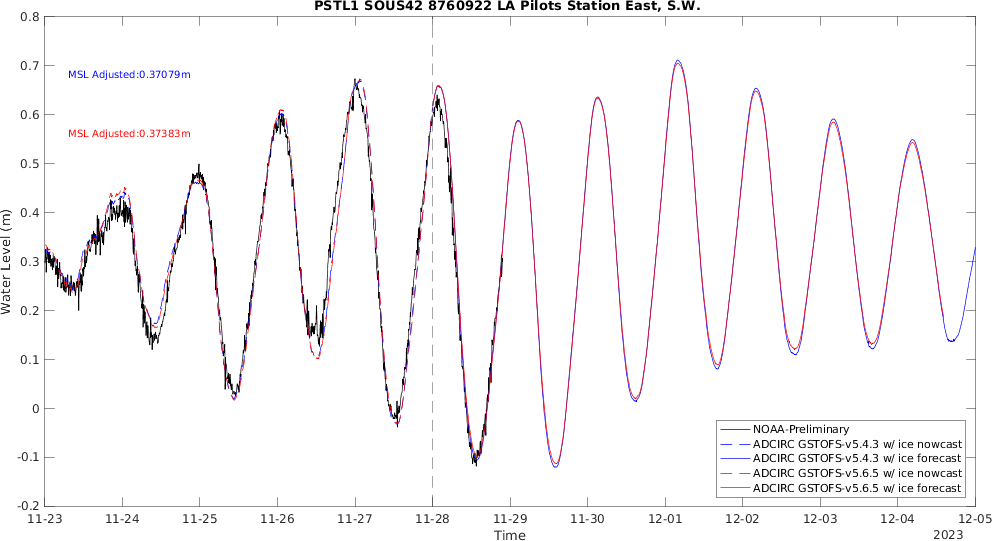 PSTL1 SOUS42 8760922 LA Pilots Station East, S.W.
0.8
0.7
0.6
0.5
0.4
0.3
0.2
0.1
0
-0.1
-0.2
Water Level (m)
MSL Adjusted:0.37079m
MSL Adjusted:0.37383m
NOAA-Preliminary
ADCIRC GSTOFS-v5.4.3 w/ ice nowcast
ADCIRC GSTOFS-v5.4.3 w/ ice forecast
ADCIRC GSTOFS-v5.6.5 w/ ice nowcast
ADCIRC GSTOFS-v5.6.5 w/ ice forecast
11-23 11-24 11-25 11-26 11-27 11-28 11-29 11-30 12-01 12-02 12-03 12-04 12-05
Time
2023